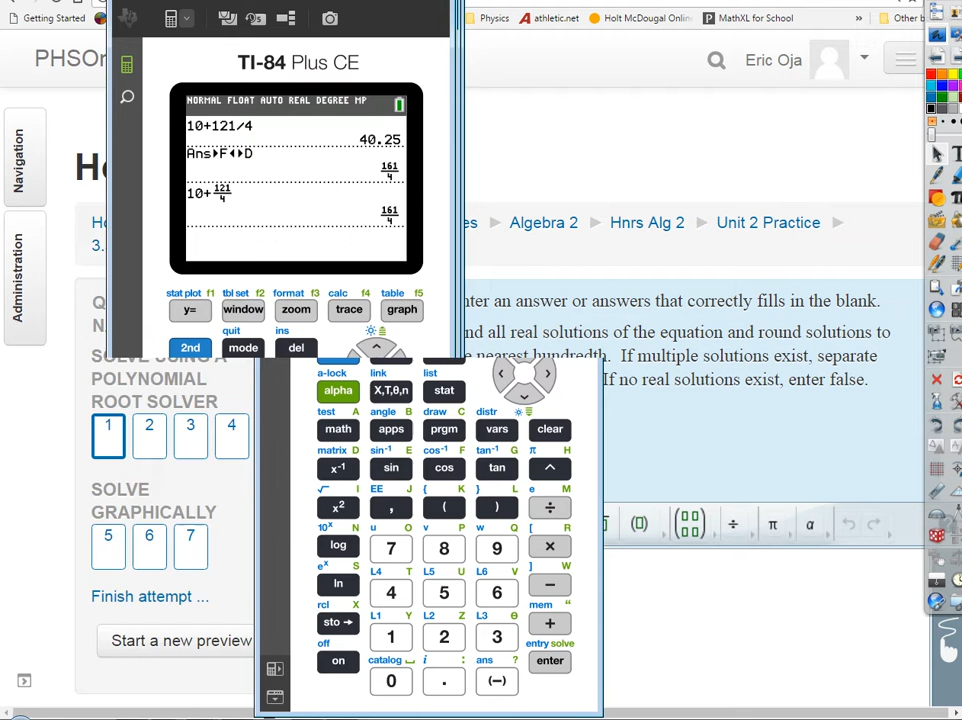 Getting Started
Physics
athletic.net
Holt McDougal Onlin
MathXL for School
»
Other b
PHSOr
Eric Oja
TI-84 Plus CE
NORMAL FLOAT AUTO REAL DEGREE MP
10+121/4
40.25
Ans▸F◂▸D
161/4
10+121/4
161/4
Navigation
Administration
Ho
Ho
es ▶ Algebra 2 ▶ Hnrs Alg 2 ▶ Unit 2 Practice ▶
3.
nter an answer or answers that correctly fills in the blank.
nd all real solutions of the equation and round solutions to
e nearest hundredth. If multiple solutions exist, separate
If no real solutions exist, enter false.
SOLVE USING A
POLYNOMIAL
ROOT SOLVER
1 2 3 4
SOLVE
GRAPHICALLY
5 6 7
Finish attempt ...
Start a new preview
stat plot f1 tbl set f2 format f3 calc f4 table f5
y= window zoom trace graph
quit ins
2nd mode del
a-lock link list
alpha X,T,θ,n stat
test A angle B draw C distr
math apps prgm vars clear
matrix D sin⁻¹ E cos⁻¹ F tan⁻¹ G π H
x⁻¹ sin cos tan ^
√ I EE J { K } L e M
x² , ( ) ÷
10ˣ N u O v P w Q [ R
log 7 8 9 ×
eˣ S L4 T L5 U L6 V ] W
ln 4 5 6 −
rcl X L1 Y L2 Z L3 θ mem "
sto → 1 2 3 +
off catalog ⎵ i : ans ? entry solve
on 0 . (−) enter
÷ π α